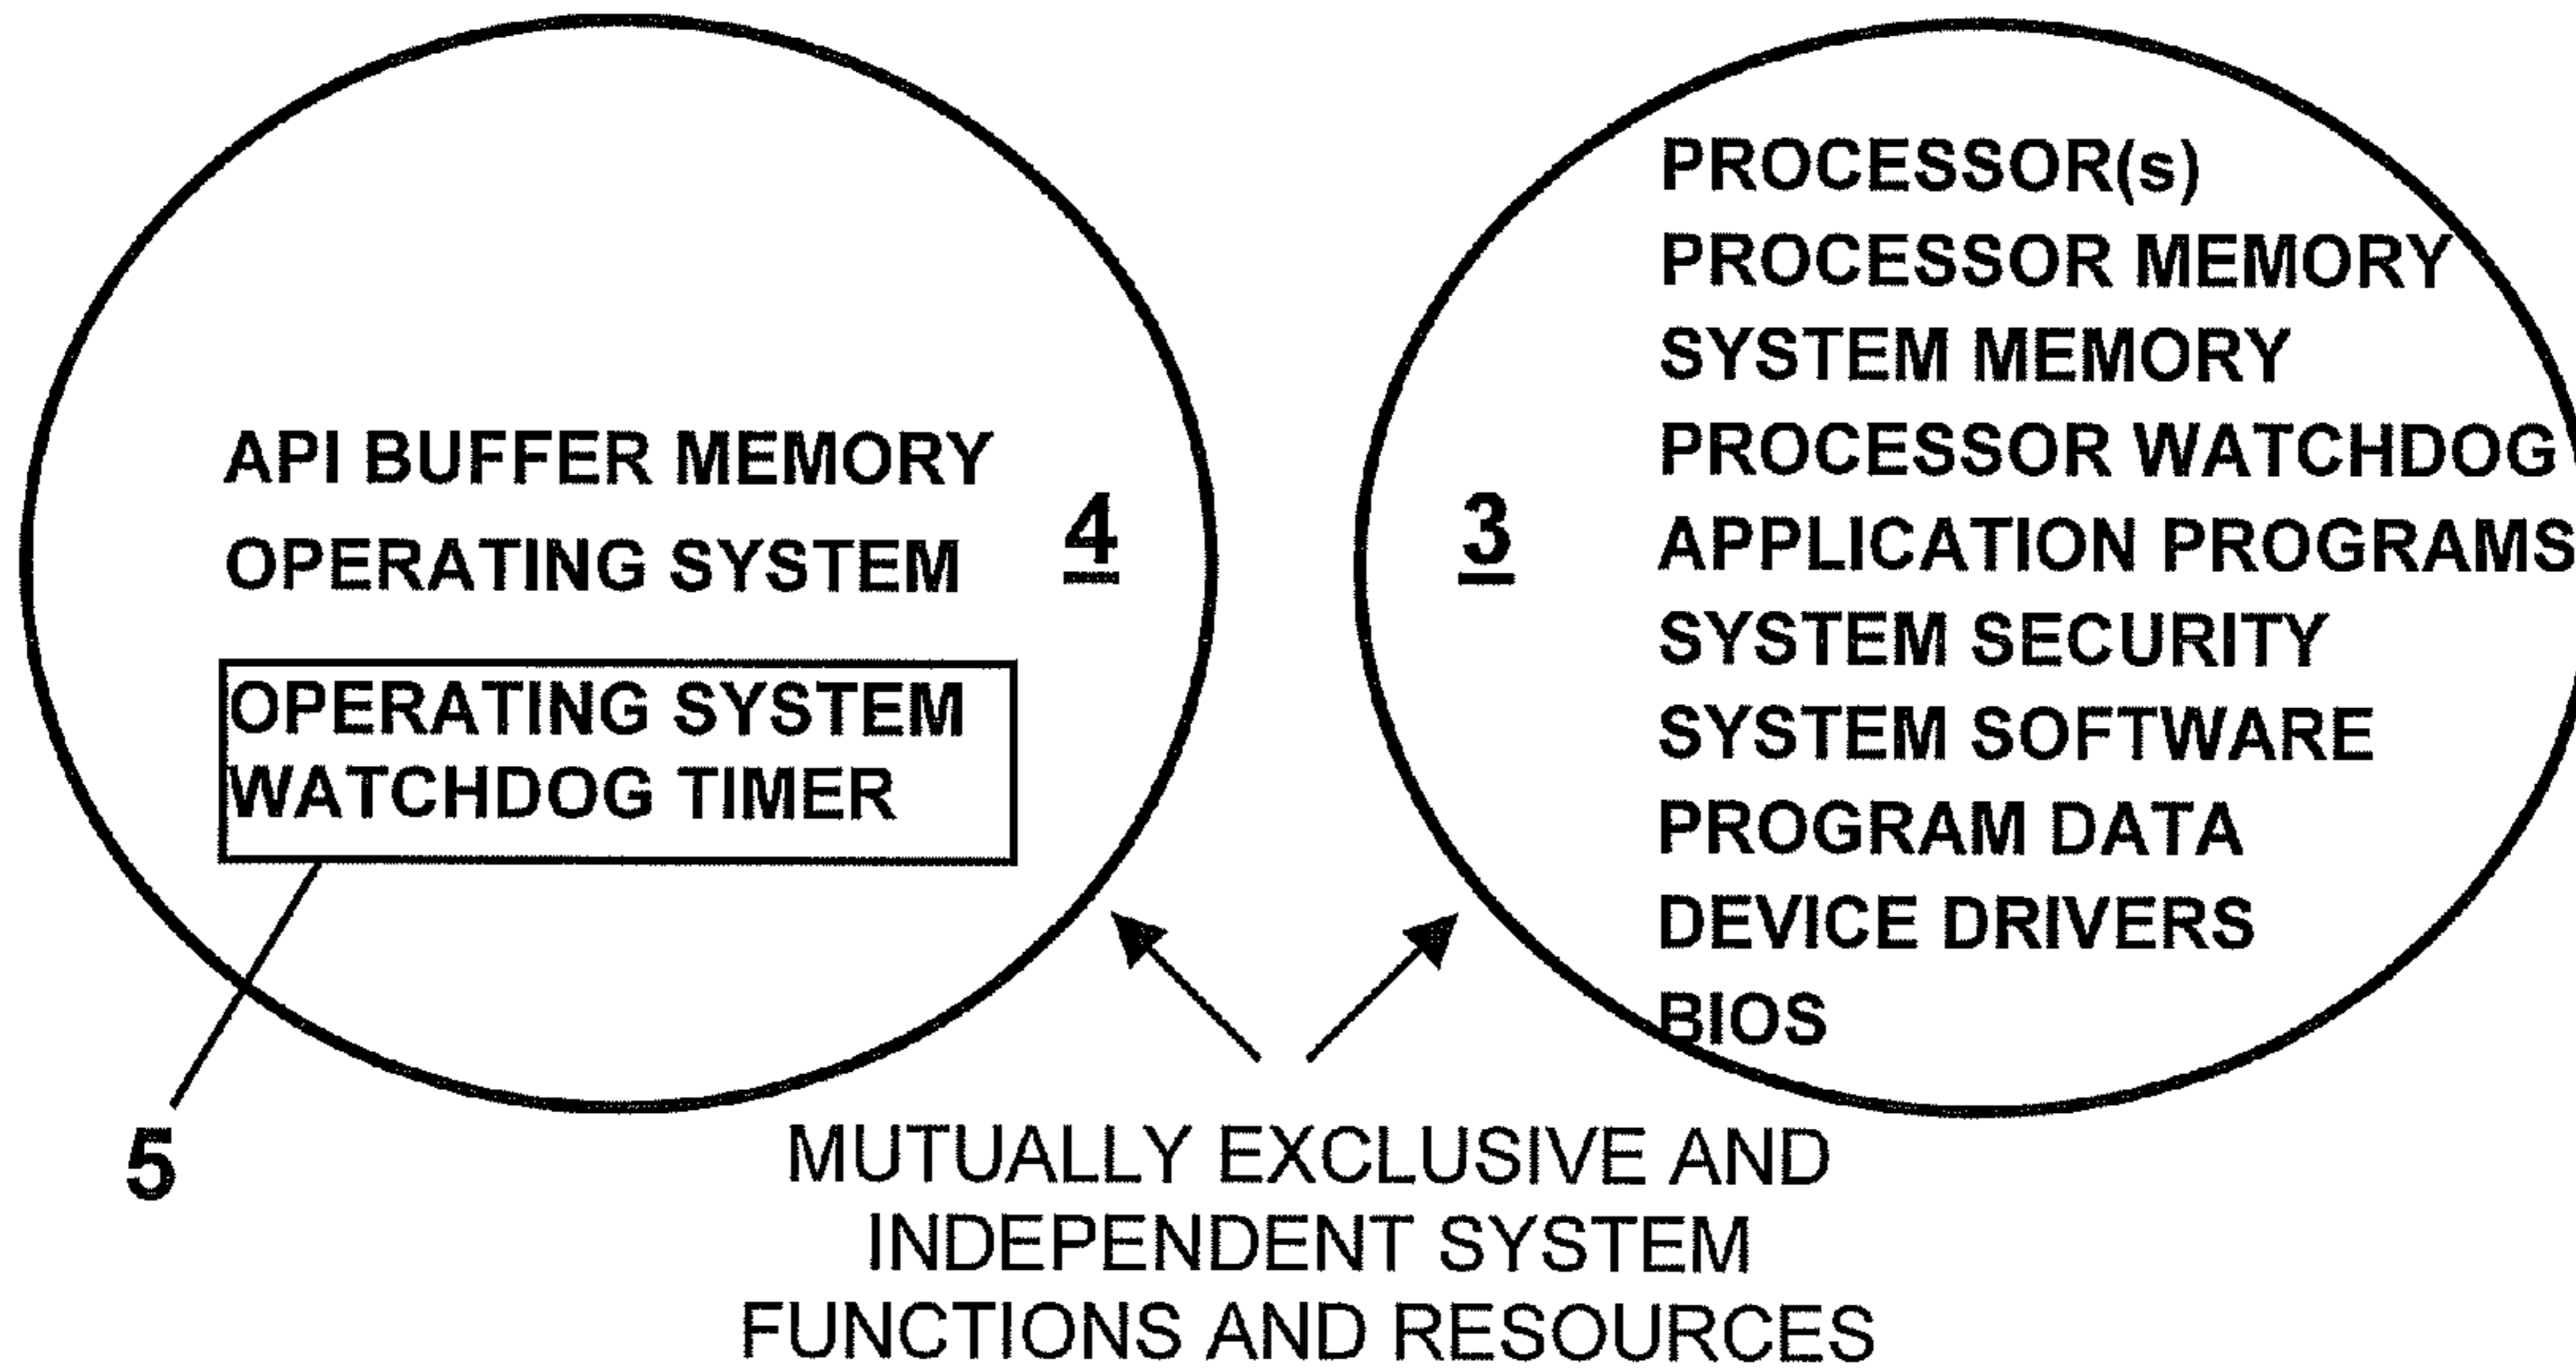 API BUFFER MEMORY
OPERATING SYSTEM
OPERATING SYSTEM
WATCHDOG TIMER
4
5
3
PROCESSOR(s)
PROCESSOR MEMORY
SYSTEM MEMORY
PROCESSOR WATCHDOG
APPLICATION PROGRAMS
SYSTEM SECURITY
SYSTEM SOFTWARE
PROGRAM DATA
DEVICE DRIVERS
BIOS
MUTUALLY EXCLUSIVE AND
INDEPENDENT SYSTEM
FUNCTIONS AND RESOURCES